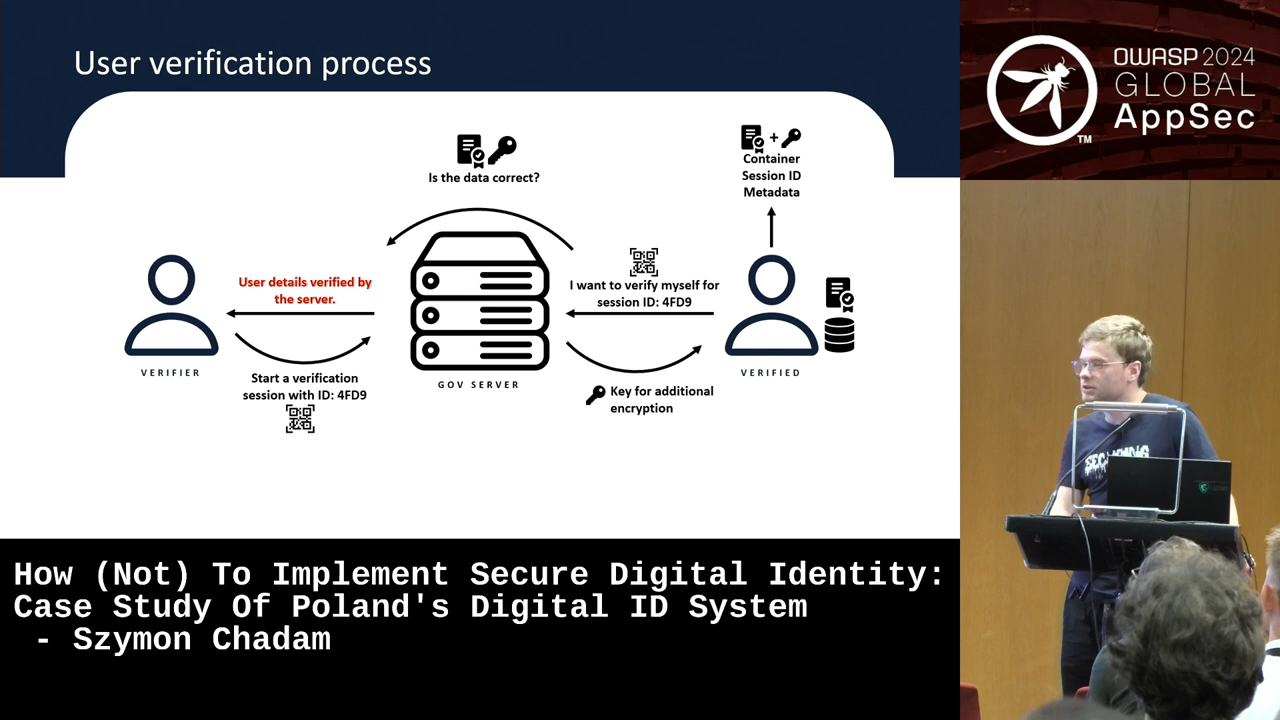 User verification process
Is the data correct?
+
Container
Session ID
Metadata
User details verified by
the server.
I want to verify myself for
session ID: 4FD9
VERIFIER
Start a verification
session with ID: 4FD9
GOV SERVER
Key for additional
encryption
VERIFIED
OWASP 2024
GLOBAL
AppSec
TM
How (Not) To Implement Secure Digital Identity:
Case Study Of Poland's Digital ID System
- Szymon Chadam